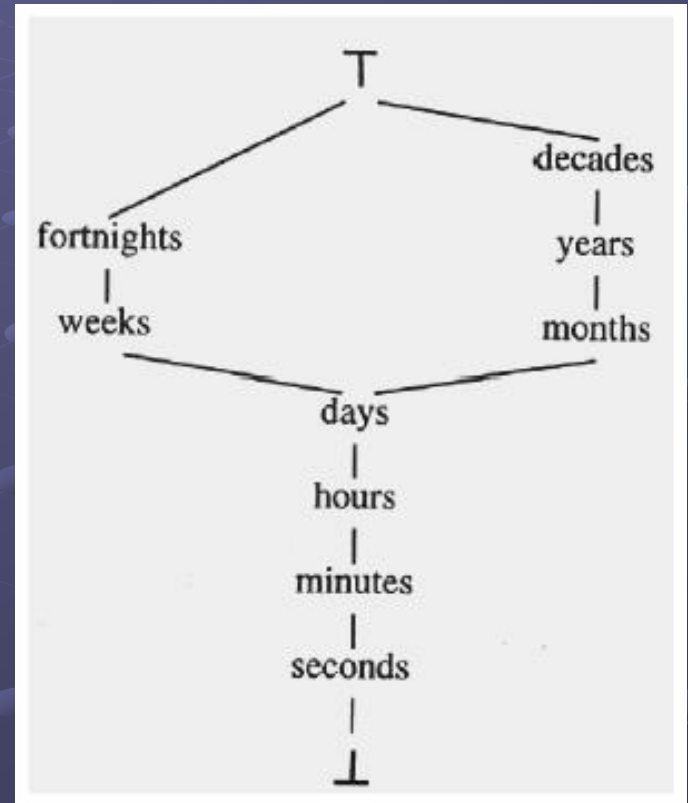 ⊤
decades
fortnights
years
weeks
months
days
hours
minutes
seconds
⊥